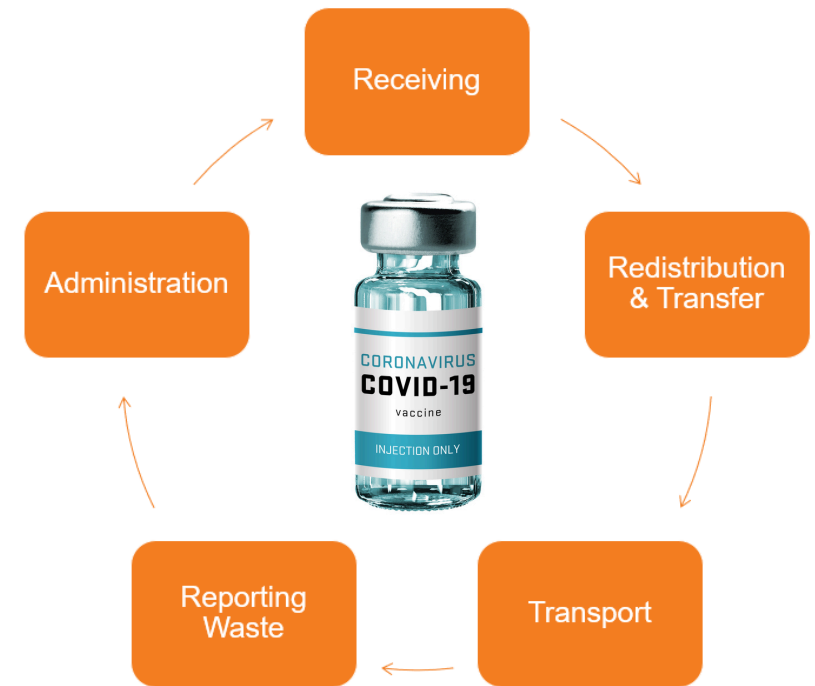 Receiving
Redistribution
& Transfer
Transport
Reporting
Waste
Administration
CORONAVIRUS
COVID-19
vaccine
INJECTION ONLY